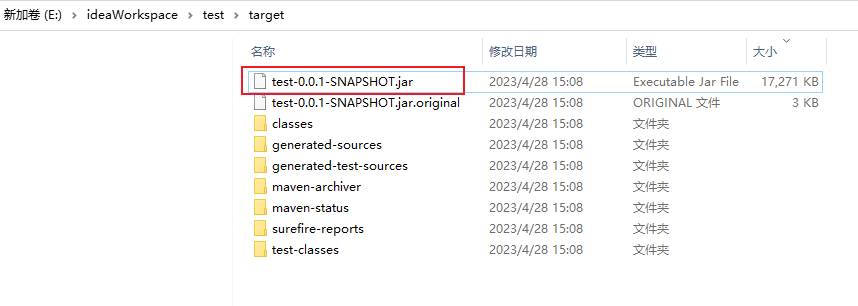 新加卷 (E:) › ideaWorkspace › test › target
名称 修改日期 类型 大小
test-0.0.1-SNAPSHOT.jar 2023/4/28 15:08 Executable Jar File 17,271 KB
test-0.0.1-SNAPSHOT.jar.original 2023/4/28 15:08 ORIGINAL 文件 3 KB
classes 2023/4/28 15:08 文件夹
generated-sources 2023/4/28 15:08 文件夹
generated-test-sources 2023/4/28 15:08 文件夹
maven-archiver 2023/4/28 15:08 文件夹
maven-status 2023/4/28 15:08 文件夹
surefire-reports 2023/4/28 15:08 文件夹
test-classes 2023/4/28 15:08 文件夹